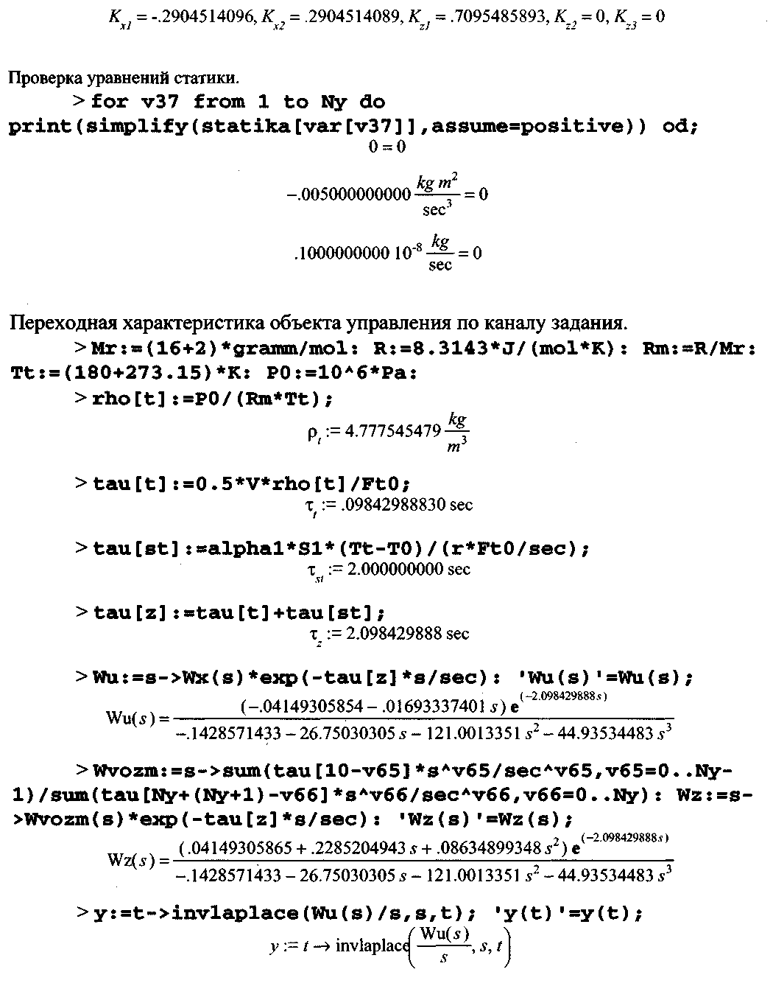 K_x1 = -.2904514096, K_x2 = .2904514089, K_z1 = .7095485893, K_z2 = 0, K_z3 = 0
Проверка уравнений статики.
> for v37 from 1 to Ny do
print(simplify(statika[var[v37]],assume=positive)) od;
0 = 0
-.005000000000 kg m^2 / sec^3 = 0
.1000000000 10^-8 kg / sec = 0
Переходная характеристика объекта управления по каналу задания.
> Mr:=(16+2)*gramm/mol: R:=8.3143*J/(mol*K): Rm:=R/Mr:
Tt:=(180+273.15)*K: P0:=10^6*Pa:
> rho[t]:=P0/(Rm*Tt);
ρ_t := 4.777545479 kg / m^3
> tau[t]:=0.5*V*rho[t]/Ft0;
τ_t := .09842988830 sec
> tau[st]:=alpha1*S1*(Tt-T0)/(r*Ft0/sec);
τ_st := 2.000000000 sec
> tau[z]:=tau[t]+tau[st];
τ_z := 2.098429888 sec
> Wu:=s->Wx(s)*exp(-tau[z]*s/sec): 'Wu(s)'=Wu(s);
Wu(s) = (-.04149305854 - .01693337401 s) e^(-2.098429888 s) / -.1428571433 - 26.75030305 s - 121.0013351 s^2 - 44.93534483 s^3
> Wvozm:=s->sum(tau[10-v65]*s^v65/sec^v65,v65=0..Ny-
1)/sum(tau[Ny+(Ny+1)-v66]*s^v66/sec^v66,v66=0..Ny): Wz:=s-
>Wvozm(s)*exp(-tau[z]*s/sec): 'Wz(s)'=Wz(s);
Wz(s) = (.04149305865 + .2285204943 s + .08634899348 s^2) e^(-2.098429888 s) / -.1428571433 - 26.75030305 s - 121.0013351 s^2 - 44.93534483 s^3
> y:=t->invlaplace(Wu(s)/s,s,t); 'y(t)'=y(t);
y := t → invlaplace(Wu(s) / s, s, t)